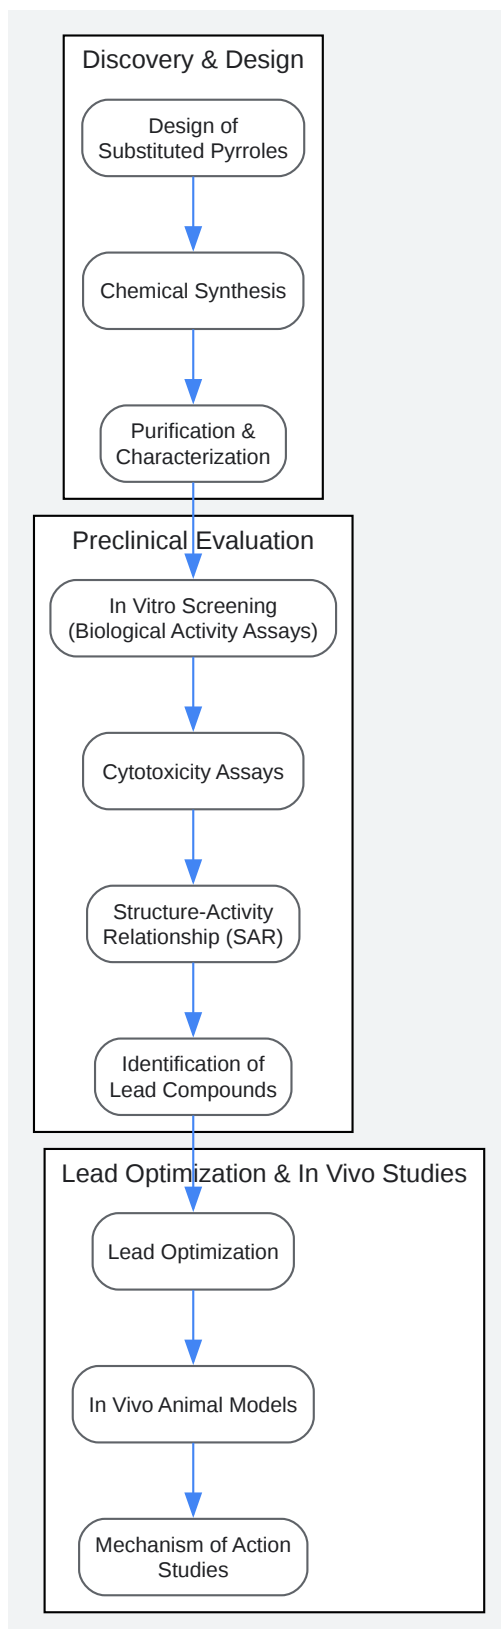 Discovery & Design
Design of
Substituted Pyrroles
Chemical Synthesis
Purification &
Characterization
Preclinical Evaluation
In Vitro Screening
(Biological Activity Assays)
Cytotoxicity Assays
Structure-Activity
Relationship (SAR)
Identification of
Lead Compounds
Lead Optimization & In Vivo Studies
Lead Optimization
In Vivo Animal Models
Mechanism of Action
Studies